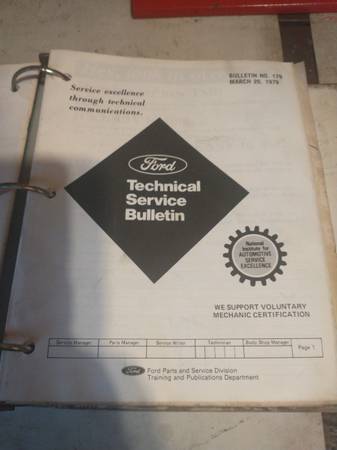 Service excellence
through technical
communications.
BULLETIN NO. 179
MARCH 20, 1979
Ford
Technical
Service
Bulletin
National
Institute for
AUTOMOTIVE
SERVICE
EXCELLENCE
WE SUPPORT VOLUNTARY
MECHANIC CERTIFICATION
Service Manager Parts Manager Service Writer Technician Body Shop Manager Page 1
Ford Ford Parts and Service Division
Training and Publications Department